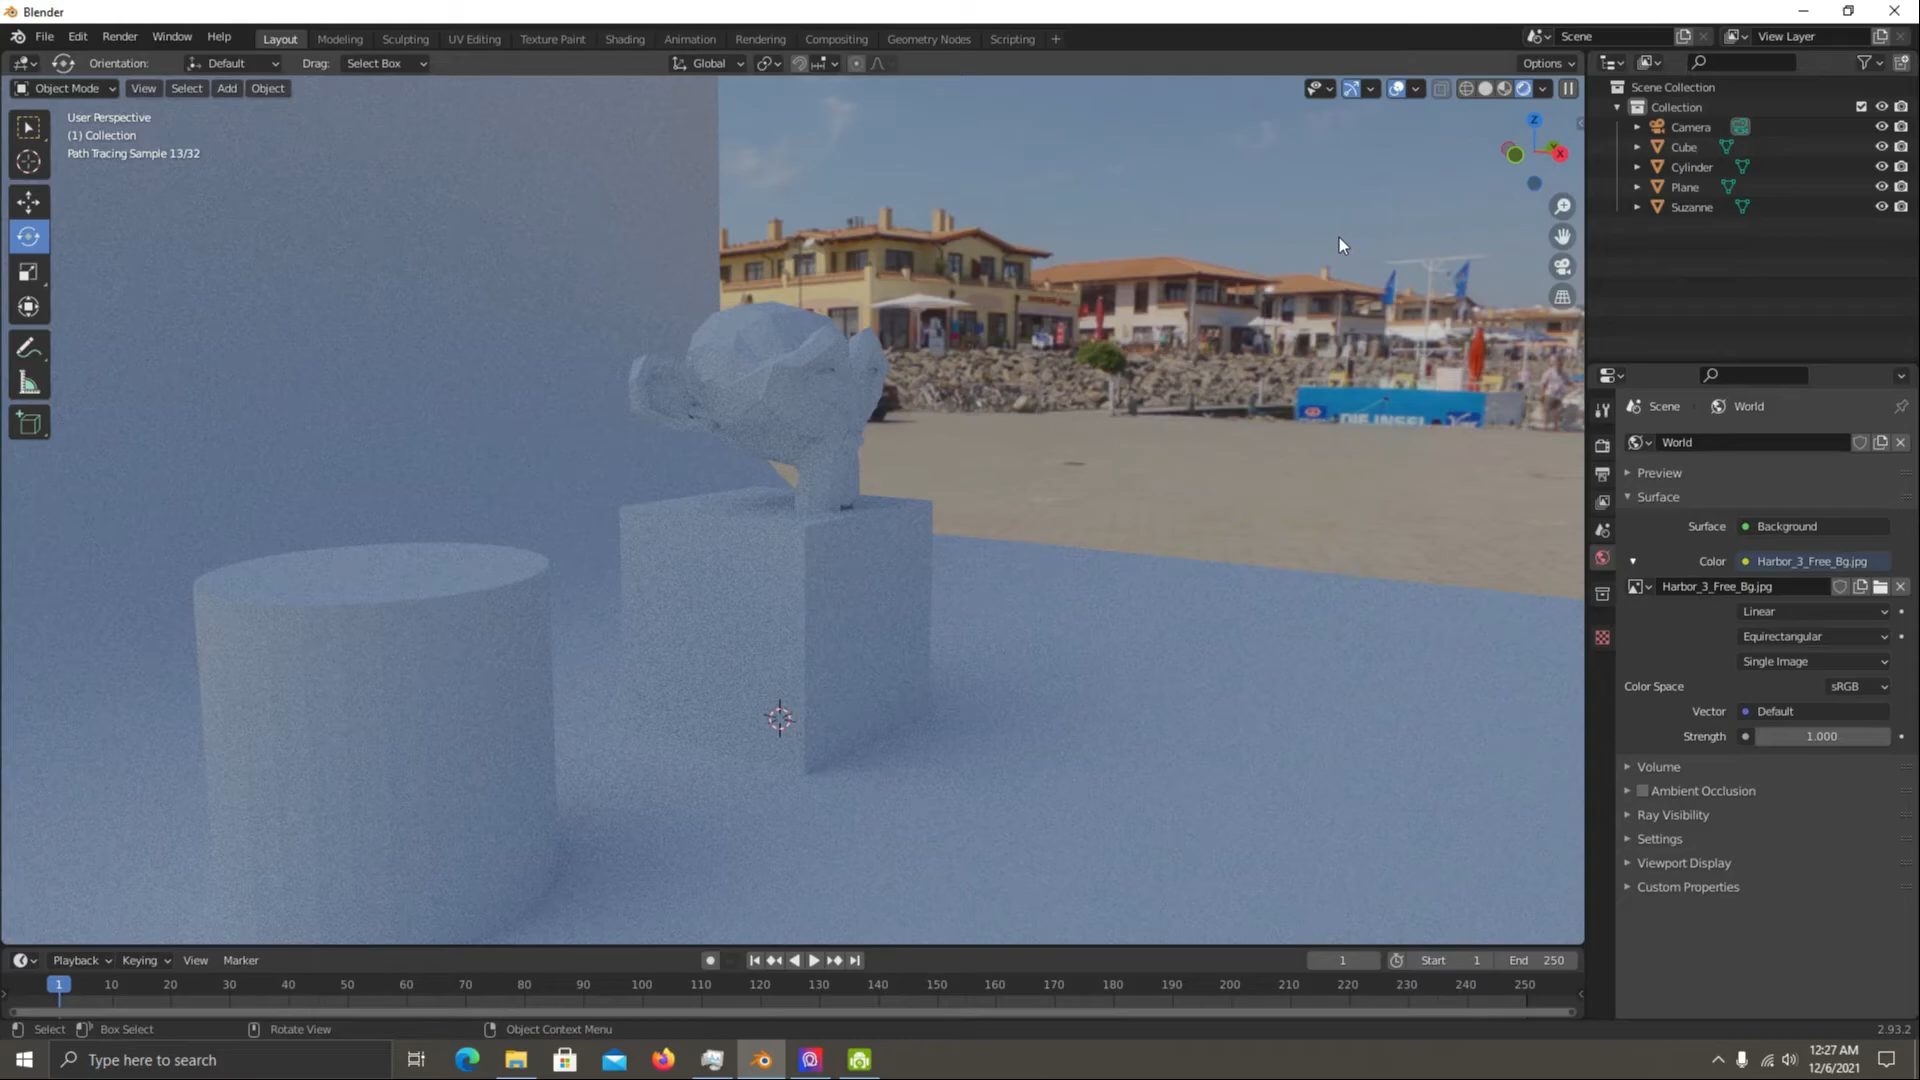 Blender
File Edit Render Window Help Layout Modeling Sculpting UV Editing Texture Paint Shading Animation Rendering Compositing Geometry Nodes Scripting + Scene View Layer
Orientation: Default Drag: Select Box Global Options
Object Mode View Select Add Object
User Perspective
(1) Collection
Path Tracing Sample 13/32
Z
X
Scene Collection
Collection
Camera
Cube
Cylinder
Plane
Suzanne
DIE INSEL
Scene World
World
Preview
Surface
Surface Background
Color Harbor_3_Free_Bg.jpg
Harbor_3_Free_Bg.jpg
Linear
Equirectangular
Single Image
Color Space sRGB
Vector Default
Strength 1.000
Volume
Ambient Occlusion
Ray Visibility
Settings
Viewport Display
Custom Properties
Playback Keying View Marker 1 Start 1 End 250
1 10 20 30 40 50 60 70 80 90 100 110 120 130 140 150 160 170 180 190 200 210 220 230 240 250
Select Box Select Rotate View Object Context Menu 2.93.2
Type here to search
12:27 AM
12/6/2021